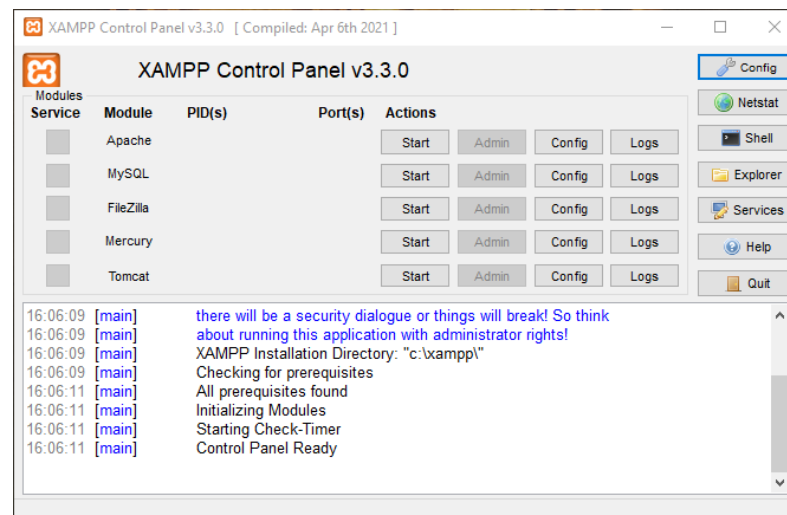 XAMPP Control Panel v3.3.0 [ Compiled: Apr 6th 2021 ]
XAMPP Control Panel v3.3.0
Config
Modules
Service Module PID(s) Port(s) Actions
Netstat
Apache Start Admin Config Logs
Shell
MySQL Start Admin Config Logs
Explorer
FileZilla Start Admin Config Logs
Services
Mercury Start Admin Config Logs
Help
Tomcat Start Admin Config Logs
Quit
16:06:09 [main] there will be a security dialogue or things will break! So think
16:06:09 [main] about running this application with administrator rights!
16:06:09 [main] XAMPP Installation Directory: "c:\xampp\"
16:06:09 [main] Checking for prerequisites
16:06:11 [main] All prerequisites found
16:06:11 [main] Initializing Modules
16:06:11 [main] Starting Check-Timer
16:06:11 [main] Control Panel Ready